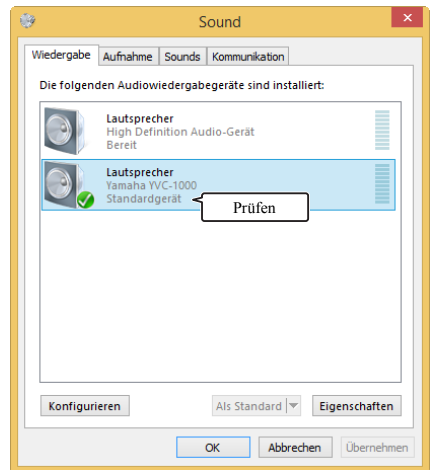 Sound
Wiedergabe Aufnahme Sounds Kommunikation
Die folgenden Audiowiedergabegeräte sind installiert:
Lautsprecher
High Definition Audio-Gerät
Bereit
Lautsprecher
Yamaha YVC-1000
Standardgerät
Prüfen
Konfigurieren Als Standard Eigenschaften
OK Abbrechen Übernehmen